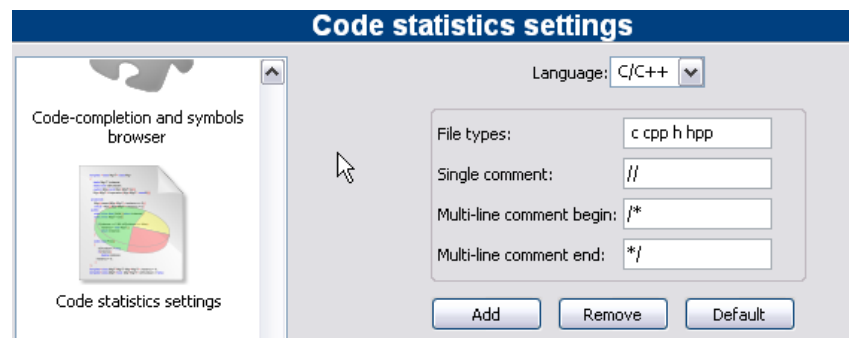 Code statistics settings
Code-completion and symbols
browser
Code statistics settings
Language: C/C++
File types: c cpp h hpp
Single comment: //
Multi-line comment begin: /*
Multi-line comment end: */
Add Remove Default